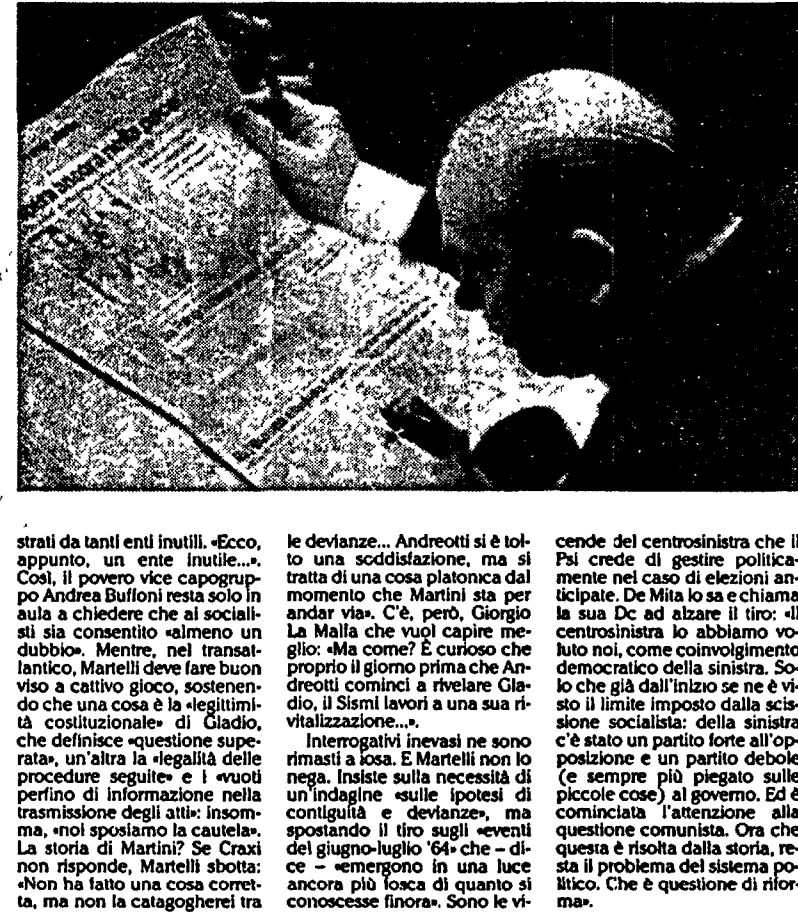 ancora nella pace
strati da tanti enti inutili. «Ecco,
appunto, un ente inutile...».
Così, il povero vice capogrup-
po Andrea Buffoni resta solo in
aula a chiedere che ai sociali-
sti sia consentito «almeno un
dubbio». Mentre, nel transat-
lantico, Martelli deve fare buon
viso a cattivo gioco, sostenen-
do che una cosa è la «legittimi-
tà costituzionale» di Gladio,
che definisce «questione supe-
rata», un'altra la «legalità delle
procedure seguite» e i «vuoti
perfino di informazione nella
trasmissione degli atti»: insom-
ma, «noi sposiamo la cautela».
La storia di Martini? Se Craxi
non risponde, Martelli sbotta:
«Non ha fatto una cosa corret-
ta, ma non la catagogherei tra
le devianze... Andreotti si è tol-
to una soddisfazione, ma si
tratta di una cosa platonica dal
momento che Martini sta per
andar via». C'è, però, Giorgio
La Malfa che vuol capire me-
glio: «Ma come? È curioso che
proprio il giorno prima che An-
dreotti cominci a rivelare Gla-
dio, il Sismi lavori a una sua ri-
vitalizzazione...».
Interrogativi inevasi ne sono
rimasti a iosa. E Martelli non lo
nega. Insiste sulla necessità di
un'indagine «sulle ipotesi di
contiguità e devianze», ma
spostando il tiro sugli «eventi
del giugno-luglio '64» che – di-
ce – «emergono in una luce
ancora più fosca di quanto si
conoscesse finora». Sono le vi-
cende del centrosinistra che il
Psi crede di gestire politica-
mente nel caso di elezioni an-
ticipate. De Mita lo sa e chiama
la sua Dc ad alzare il tiro: «Il
centrosinistra lo abbiamo vo-
luto noi, come coinvolgimento
democratico della sinistra. So-
lo che già dall'inizio se ne è vi-
sto il limite imposto dalla scis-
sione socialista: della sinistra
c'è stato un partito forte all'op-
posizione e un partito debole
(e sempre più piegato sulle
piccole cose) al governo. Ed è
cominciata l'attenzione alla
questione comunista. Ora che
questa è risolta dalla storia, re-
sta il problema del sistema po-
litico. Che è questione di rifor-
ma».